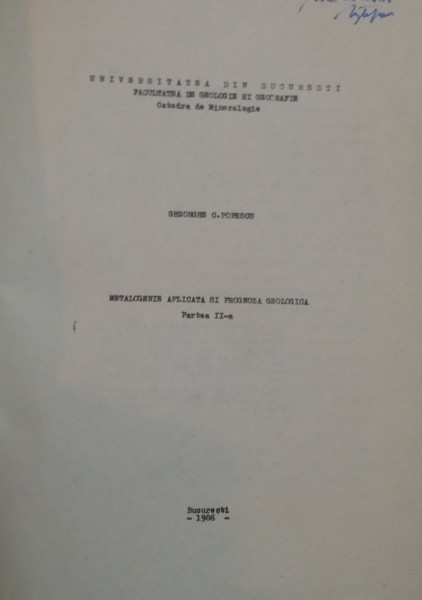 UNIVERSITATEA DIN BUCURESTI
FACULTATEA DE GEOLOGIE SI GEOGRAFIE
Catedra de Mineralogie
GHEORGHE C.POPESCU
METALOGENIE APLICATA SI PROGNOZA GEOLOGICA
Partea II-a
Bucureşti
- 1986 -